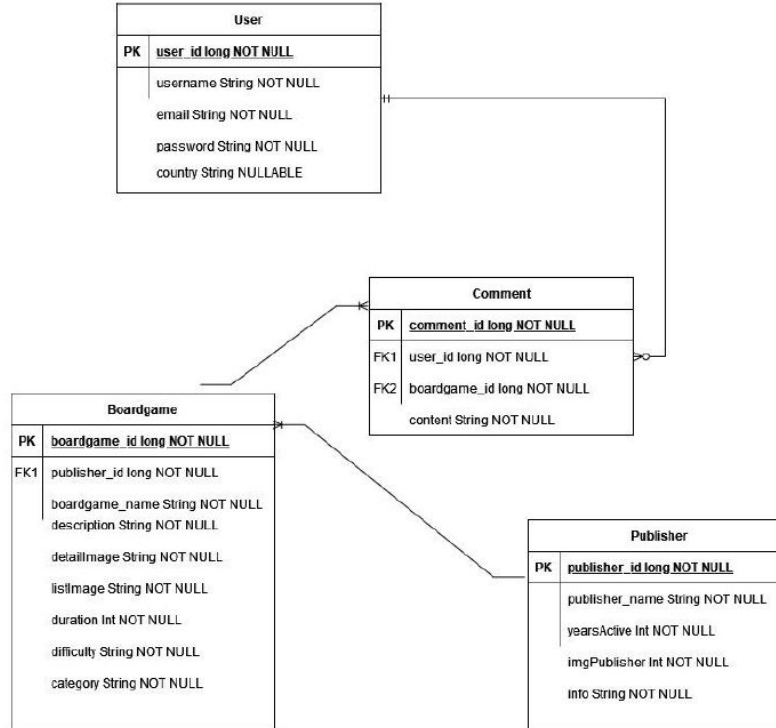 User
PK user_id long NOT NULL
username String NOT NULL
email String NOT NULL
password String NOT NULL
country String NULLABLE
Comment
PK comment_id long NOT NULL
FK1 user_id long NOT NULL
FK2 boardgame_id long NOT NULL
content String NOT NULL
Boardgame
PK boardgame_id long NOT NULL
FK1 publisher_id long NOT NULL
boardgame_name String NOT NULL
description String NOT NULL
detailImage String NOT NULL
listImage String NOT NULL
duration Int NOT NULL
difficulty String NOT NULL
category String NOT NULL
Publisher
PK publisher_id long NOT NULL
publisher_name String NOT NULL
yearsActive Int NOT NULL
imgPublisher Int NOT NULL
info String NOT NULL